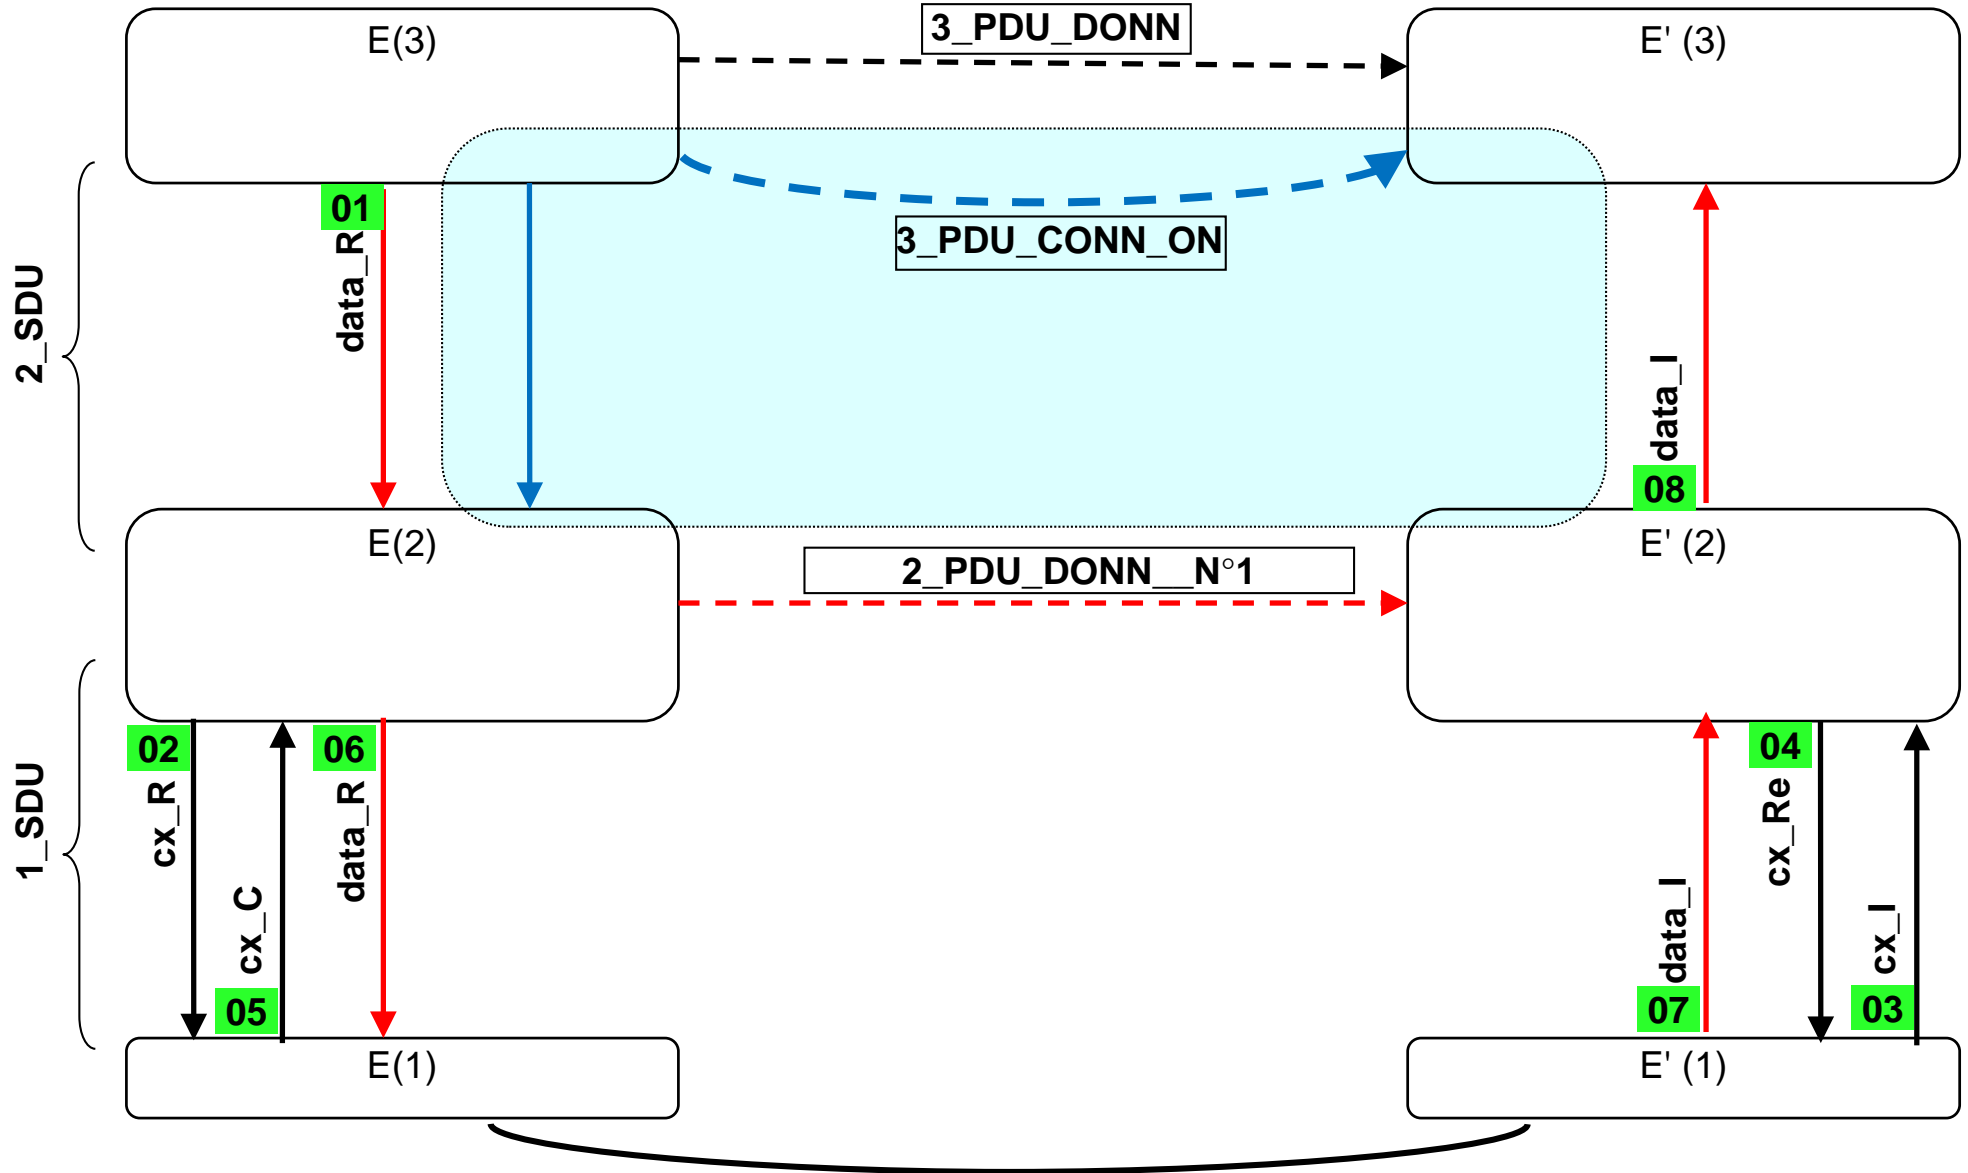 E(3)
3_PDU_DONN
E' (3)
01
data_R
3_PDU_CONN_ON
2_SDU
data_I
08
E(2)
2_PDU_DONN__N°1
E' (2)
1_SDU
02
cx_R
cx_C
05
06
data_R
data_I
07
04
cx_Re
cx_I
03
E(1)
E' (1)